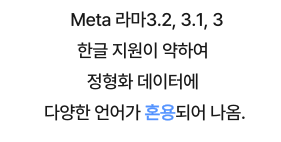 Meta 라마3.2, 3.1, 3
한글 지원이 약하여
정형화 데이터에
다양한 언어가 혼용되어 나옴.